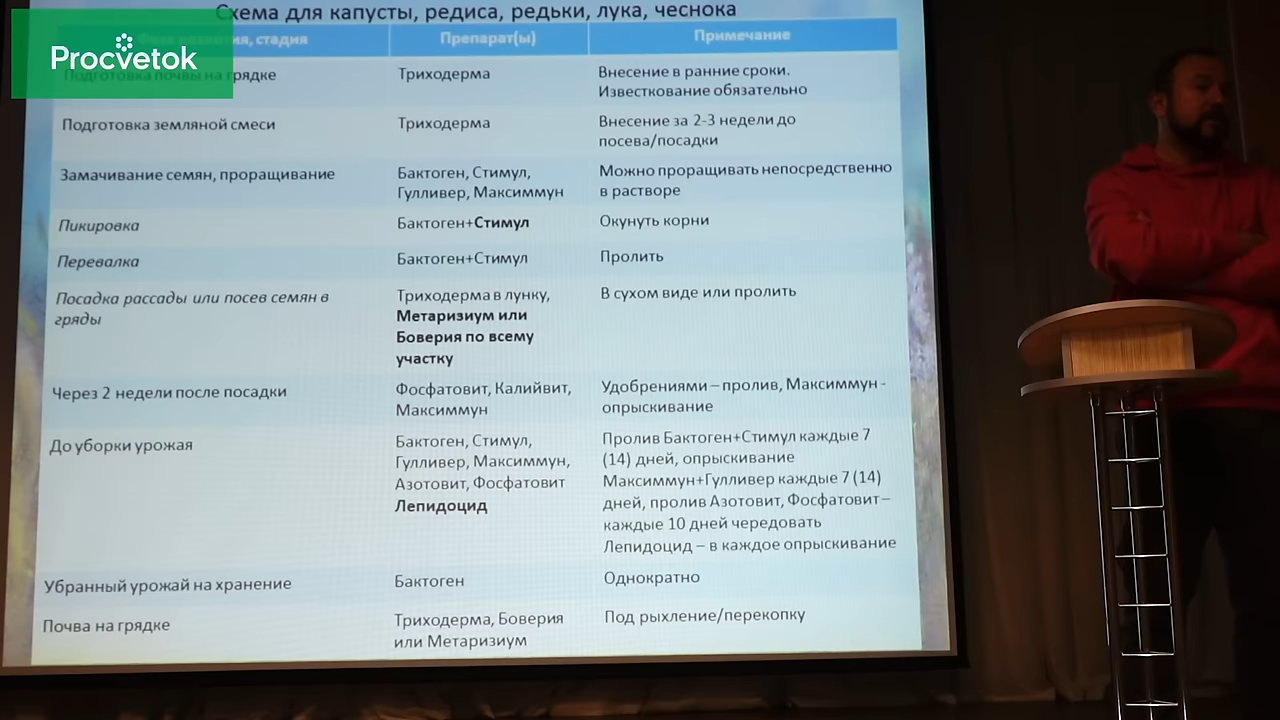 Схема для капусты, редиса, редьки, лука, чеснока
Procvetok
стадия
Препарат(ы)
Примечание
Подготовка почвы на грядке
Триходерма
Внесение в ранние сроки.
Известкование обязательно
Подготовка земляной смеси
Триходерма
Внесение за 2-3 недели до
посева/посадки
Замачивание семян, проращивание
Бактоген, Стимул,
Гулливер, Максиммун
Можно проращивать непосредственно
в растворе
Пикировка
Бактоген+Стимул
Окунуть корни
Перевалка
Бактоген+Стимул
Пролить
Посадка рассады или посев семян в
гряды
Триходерма в лунку,
Метаризиум или
Боверия по всему
участку
В сухом виде или пролить
Через 2 недели после посадки
Фосфатовит, Калийвит,
Максиммун
Удобрениями – пролив, Максиммун -
опрыскивание
До уборки урожая
Бактоген, Стимул,
Гулливер, Максиммун,
Азотовит, Фосфатовит
Лепидоцид
Пролив Бактоген+Стимул каждые 7
(14) дней, опрыскивание
Максиммун+Гулливер каждые 7 (14)
дней, пролив Азотовит, Фосфатовит –
каждые 10 дней чередовать
Лепидоцид – в каждое опрыскивание
Убранный урожай на хранение
Бактоген
Однократно
Почва на грядке
Триходерма, Боверия
или Метаризиум
Под рыхление/перекопку